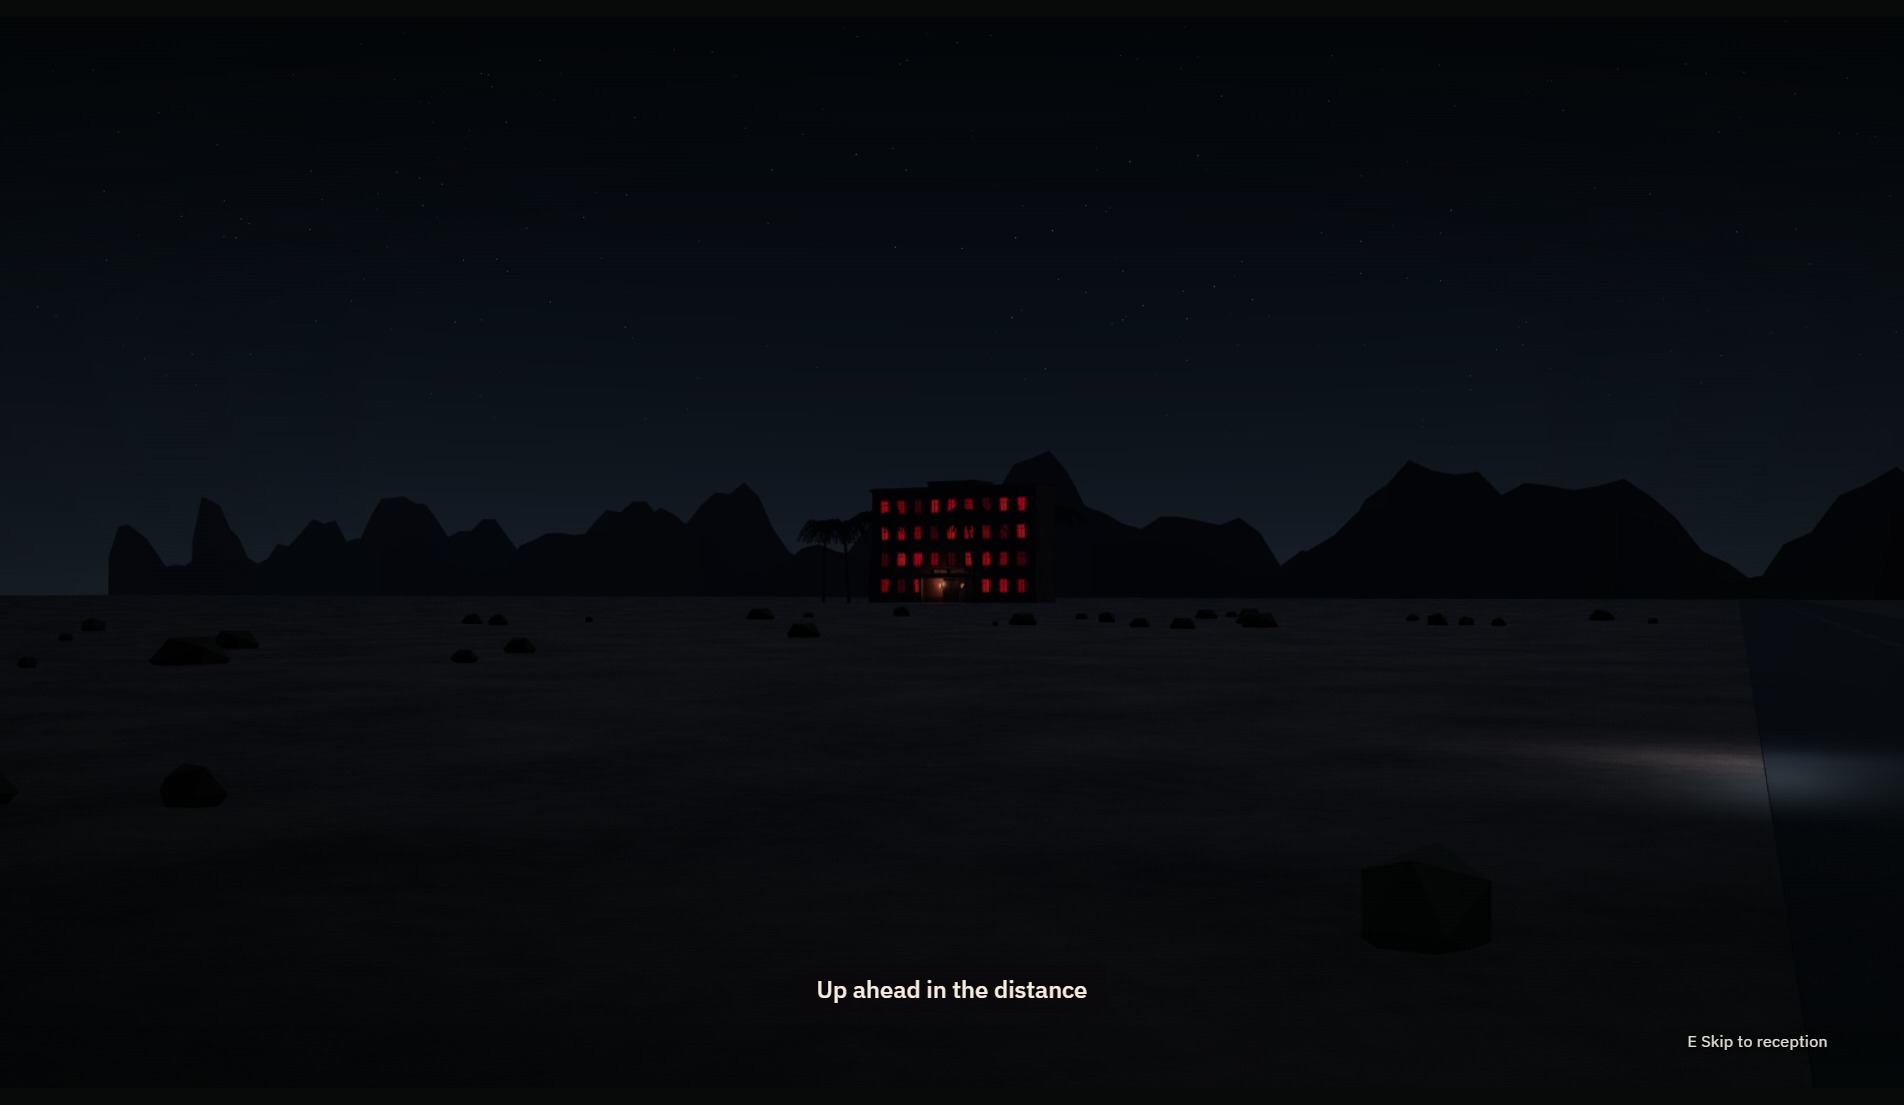 Up ahead in the distance
E Skip to reception